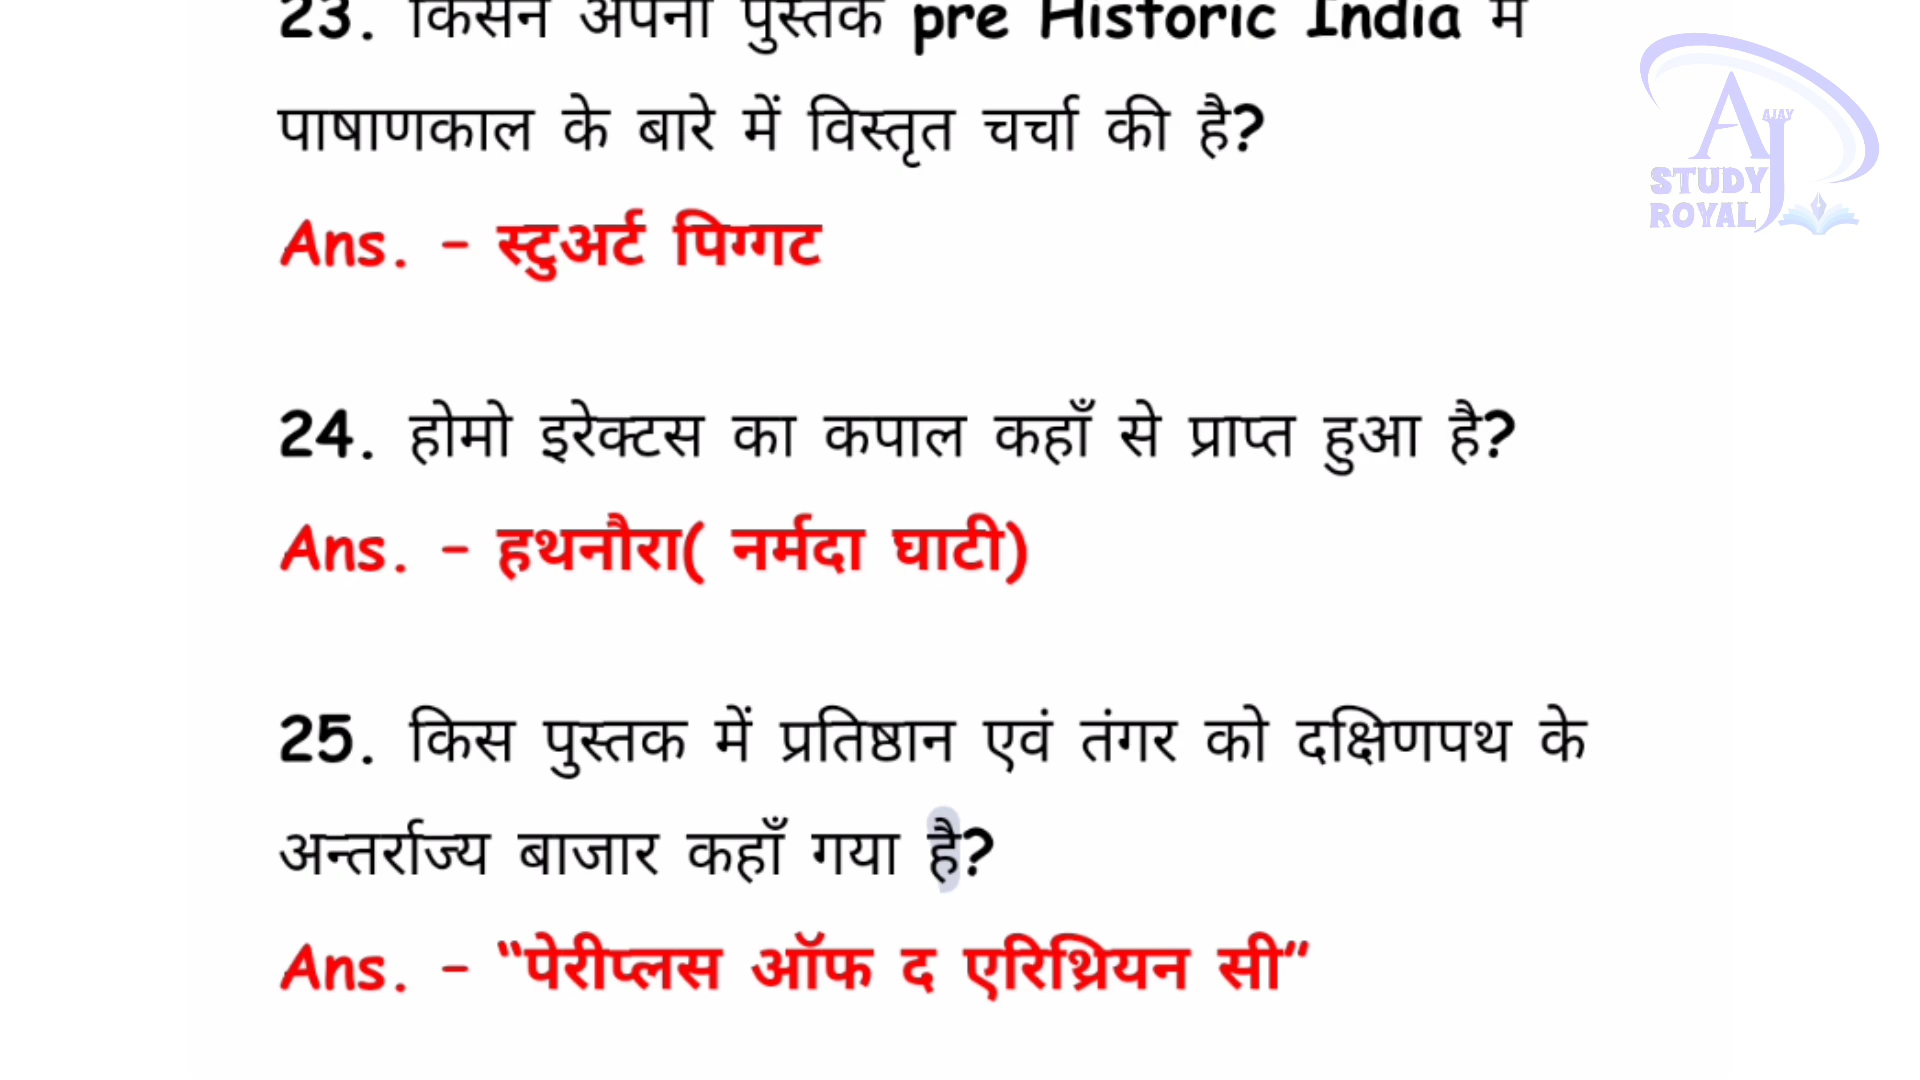 23. किसने अपनी पुस्तक pre Historic India में
पाषाणकाल के बारे में विस्तृत चर्चा की है?
Ans. - स्टुअर्ट पिग्गट
24. होमो इरेक्टस का कपाल कहाँ से प्राप्त हुआ है?
Ans. - हथनौरा( नर्मदा घाटी)
25. किस पुस्तक में प्रतिष्ठान एवं तंगर को दक्षिणपथ के
अन्तर्राज्य बाजार कहाँ गया है?
Ans. - “पेरीप्लस ऑफ द एरिथ्रियन सी“
AJ
AJAY
STUDY
ROYAL